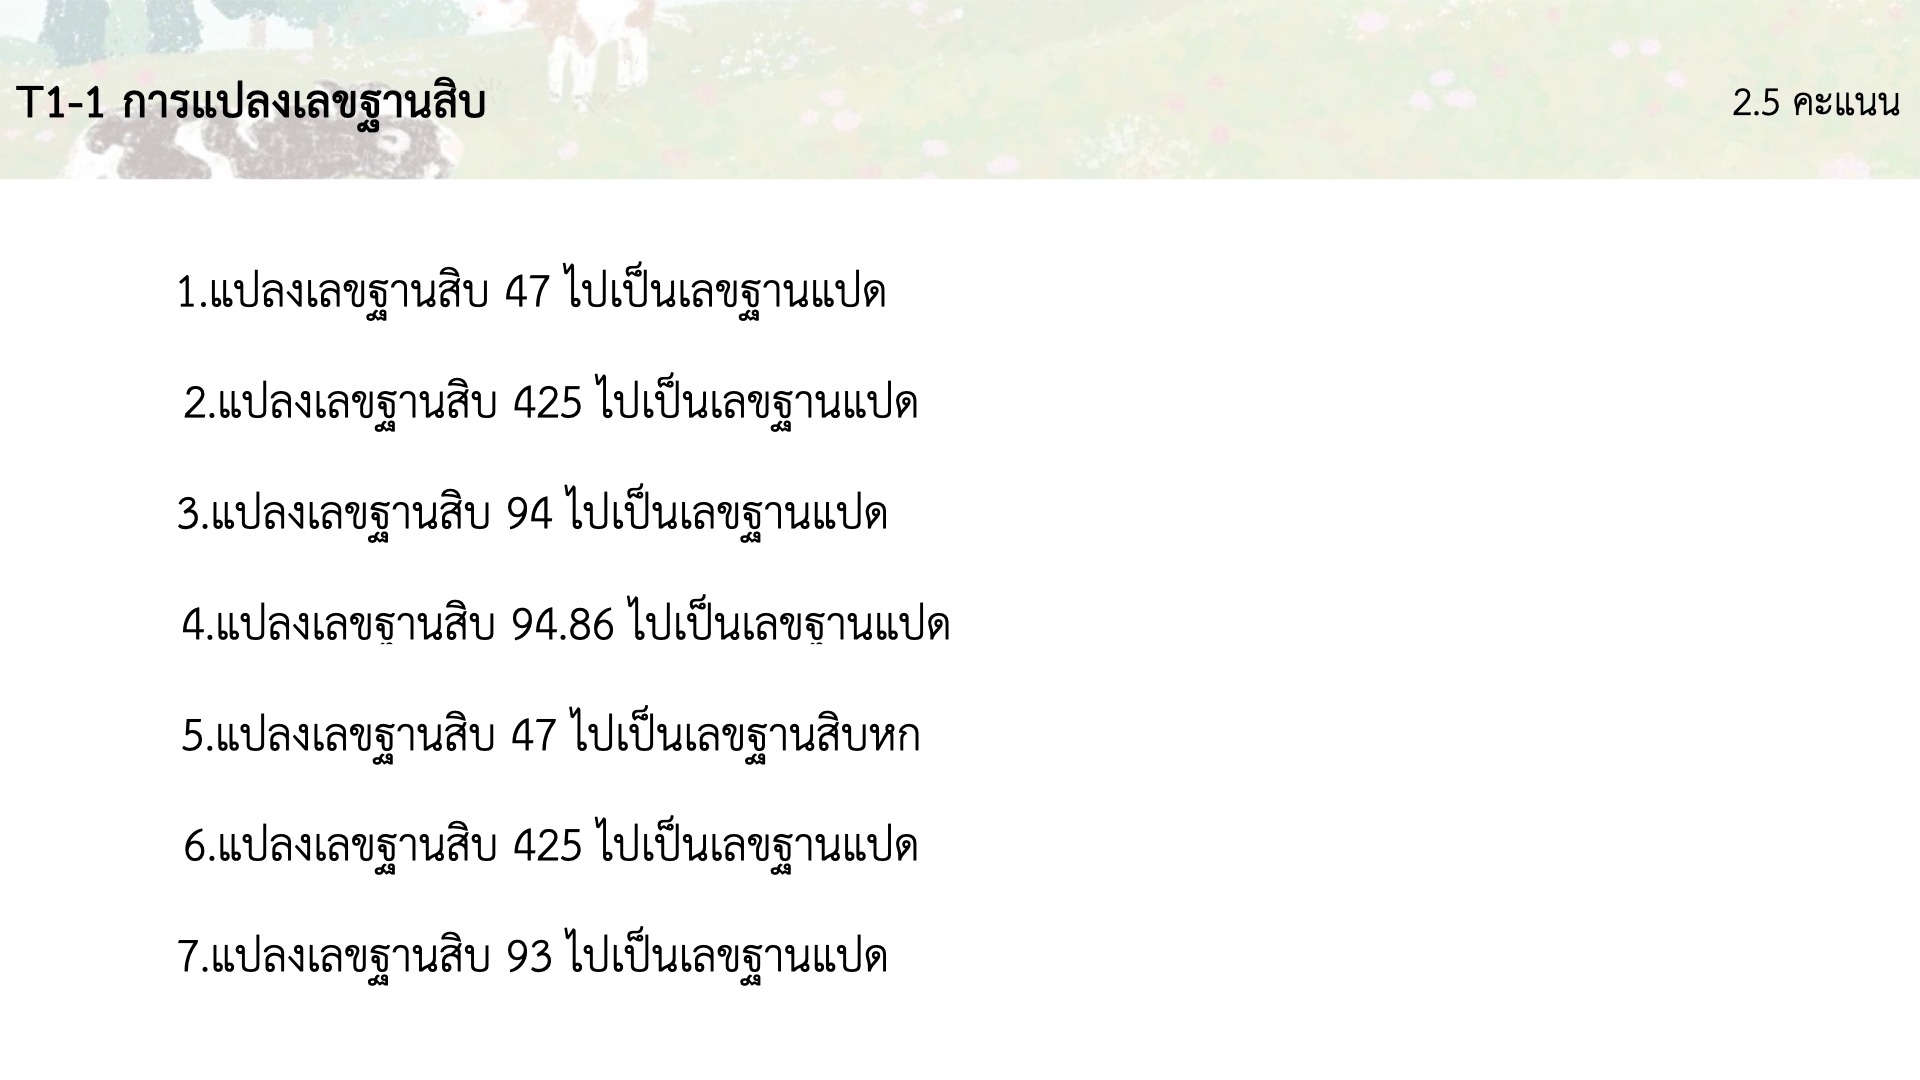 T1-1 การแปลงเลขฐานสิบ
2.5 คะแนน
1.แปลงเลขฐานสิบ 47 ไปเป็นเลขฐานแปด
2.แปลงเลขฐานสิบ 425 ไปเป็นเลขฐานแปด
3.แปลงเลขฐานสิบ 94 ไปเป็นเลขฐานแปด
4.แปลงเลขฐานสิบ 94.86 ไปเป็นเลขฐานแปด
5.แปลงเลขฐานสิบ 47 ไปเป็นเลขฐานสิบหก
6.แปลงเลขฐานสิบ 425 ไปเป็นเลขฐานแปด
7.แปลงเลขฐานสิบ 93 ไปเป็นเลขฐานแปด